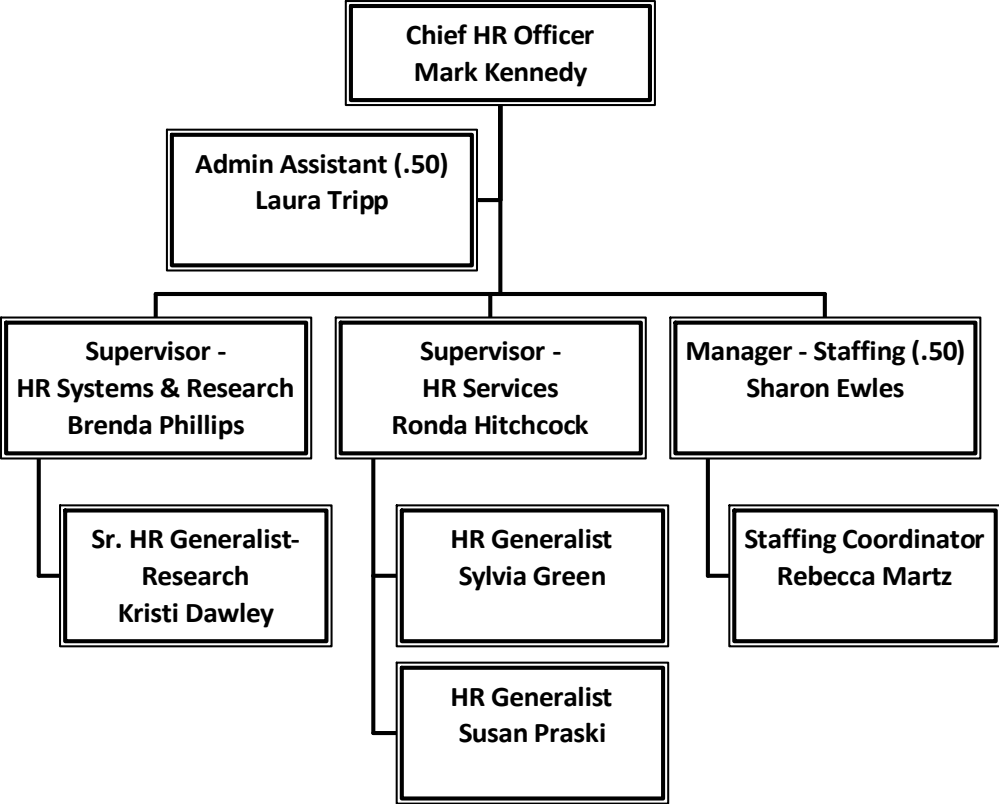 Chief HR Officer
Mark Kennedy
Admin Assistant (.50)
Laura Tripp
Supervisor -
HR Systems & Research
Brenda Phillips
Supervisor -
HR Services
Ronda Hitchcock
Manager - Staffing (.50)
Sharon Ewles
Sr. HR Generalist-
Research
Kristi Dawley
HR Generalist
Sylvia Green
Staffing Coordinator
Rebecca Martz
HR Generalist
Susan Praski